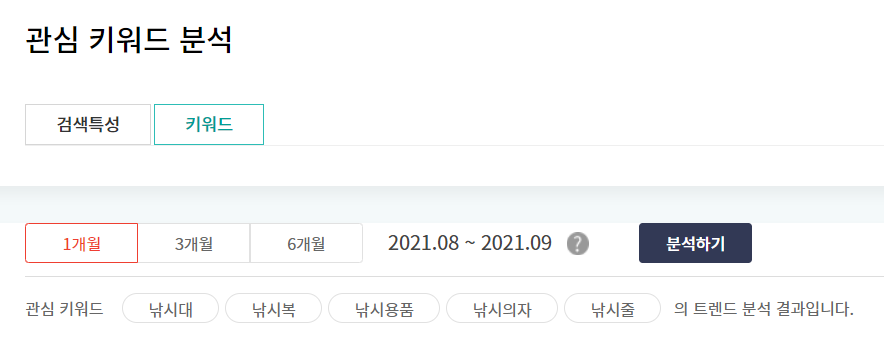 관심 키워드 분석
검색특성 키워드
1개월 3개월 6개월 2021.08 ~ 2021.09 ? 분석하기
관심 키워드 낚시대 낚시복 낚시용품 낚시의자 낚시줄 의 트렌드 분석 결과입니다.